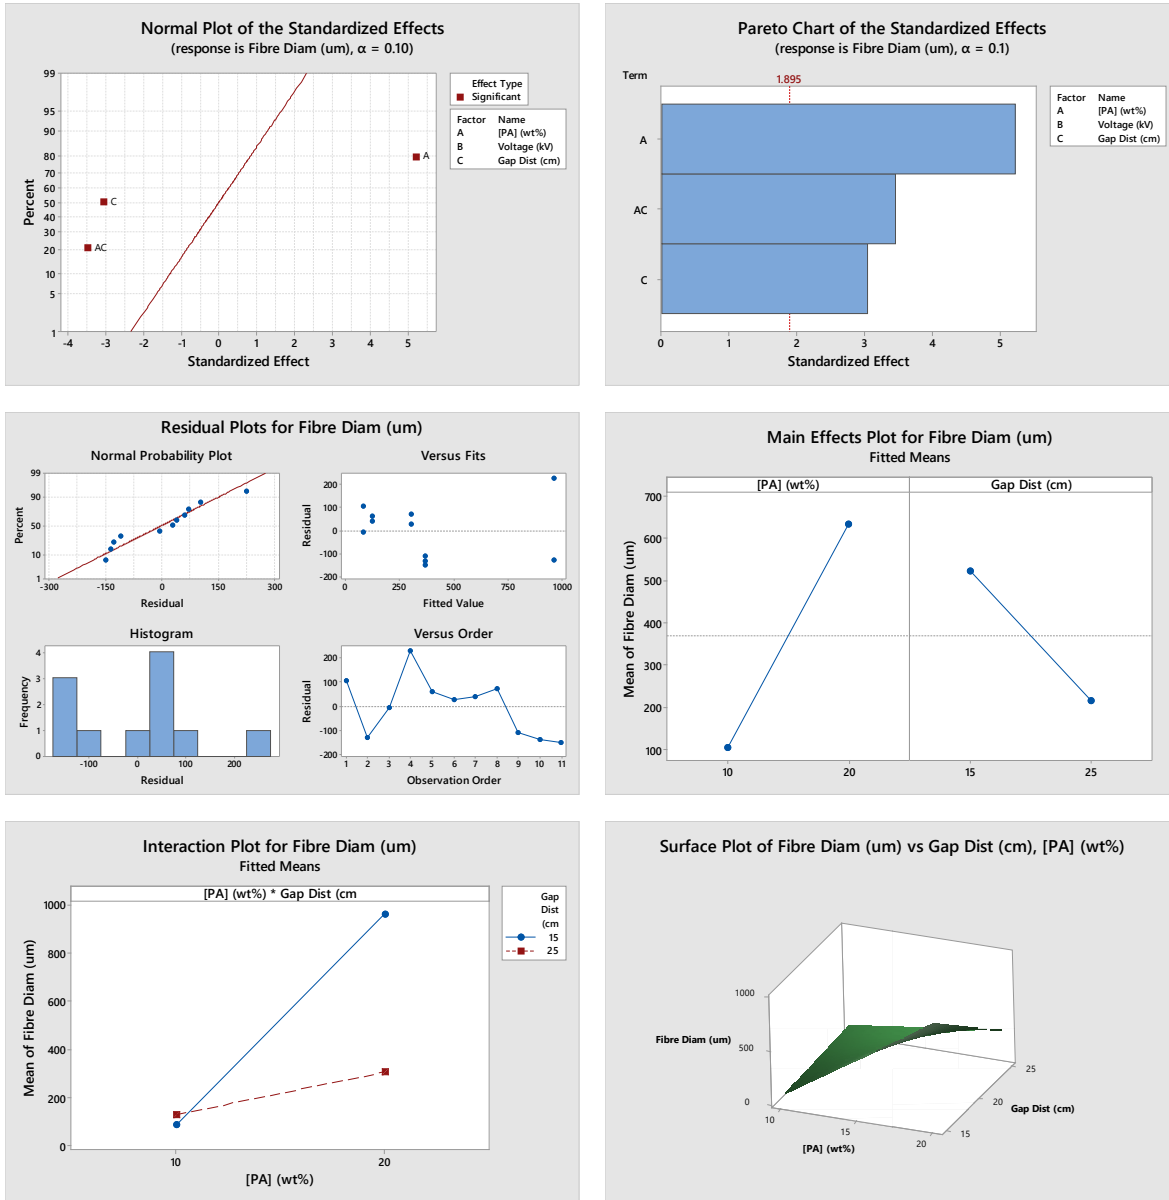 Normal Plot of the Standardized Effects
(response is Fibre Diam (um), α = 0.10)
99
95
90
80
70
60
50
40
30
20
10
5
1
Percent
A
C
AC
-4 -3 -2 -1 0 1 2 3 4 5
Standardized Effect
Effect Type
Significant
Factor Name
A [PA] (wt%)
B Voltage (kV)
C Gap Dist (cm)
Pareto Chart of the Standardized Effects
(response is Fibre Diam (um), α = 0.1)
Term
1.895
A
AC
C
0 1 2 3 4 5
Standardized Effect
Factor Name
A [PA] (wt%)
B Voltage (kV)
C Gap Dist (cm)
Residual Plots for Fibre Diam (um)
Normal Probability Plot
99
90
50
10
1
Percent
-300 -150 0 150 300
Residual
Versus Fits
200
100
0
-100
-200
Residual
0 250 500 750 1000
Fitted Value
Histogram
4
3
2
1
0
Frequency
-100 0 100 200
Residual
Versus Order
200
100
0
-100
-200
Residual
1 2 3 4 5 6 7 8 9 10 11
Observation Order
Main Effects Plot for Fibre Diam (um)
Fitted Means
[PA] (wt%) Gap Dist (cm)
700
600
500
400
300
200
100
Mean of Fibre Diam (um)
10 20 15 25
Interaction Plot for Fibre Diam (um)
Fitted Means
[PA] (wt%) * Gap Dist (cm
1000
800
600
400
200
0
Mean of Fibre Diam (um)
10 20
[PA] (wt%)
Gap
Dist
(cm
15
25
Surface Plot of Fibre Diam (um) vs Gap Dist (cm), [PA] (wt%)
1000
500
0
Fibre Diam (um)
10
15
20
[PA] (wt%)
15
20
25
Gap Dist (cm)